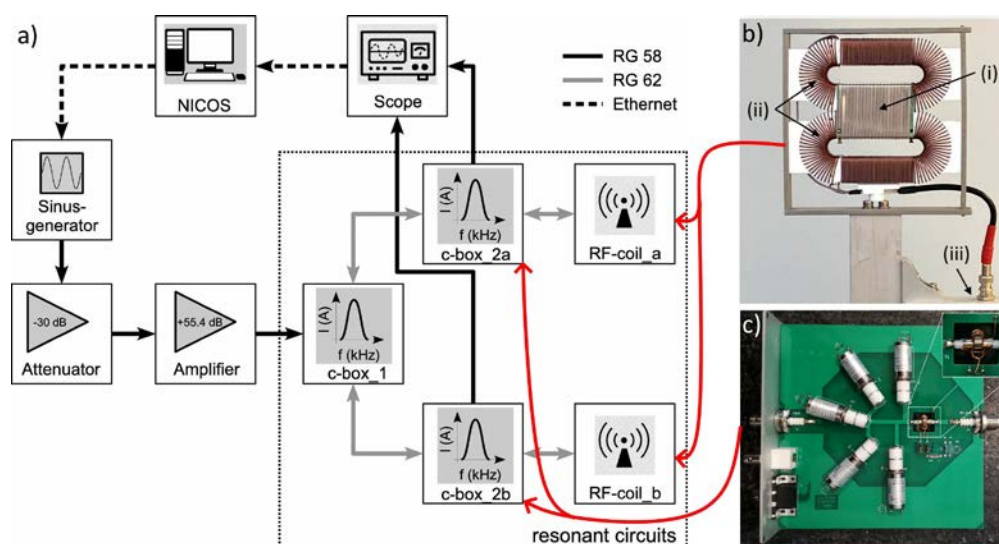 a)
RG 58
RG 62
Ethernet
NICOS
Scope
Sinus-
generator
-30 dB
Attenuator
+55.4 dB
Amplifier
I (A)
f (kHz)
c-box_1
I (A)
f (kHz)
c-box_2a
RF-coil_a
I (A)
f (kHz)
c-box_2b
RF-coil_b
resonant circuits
b)
(i)
(ii)
(iii)
c)